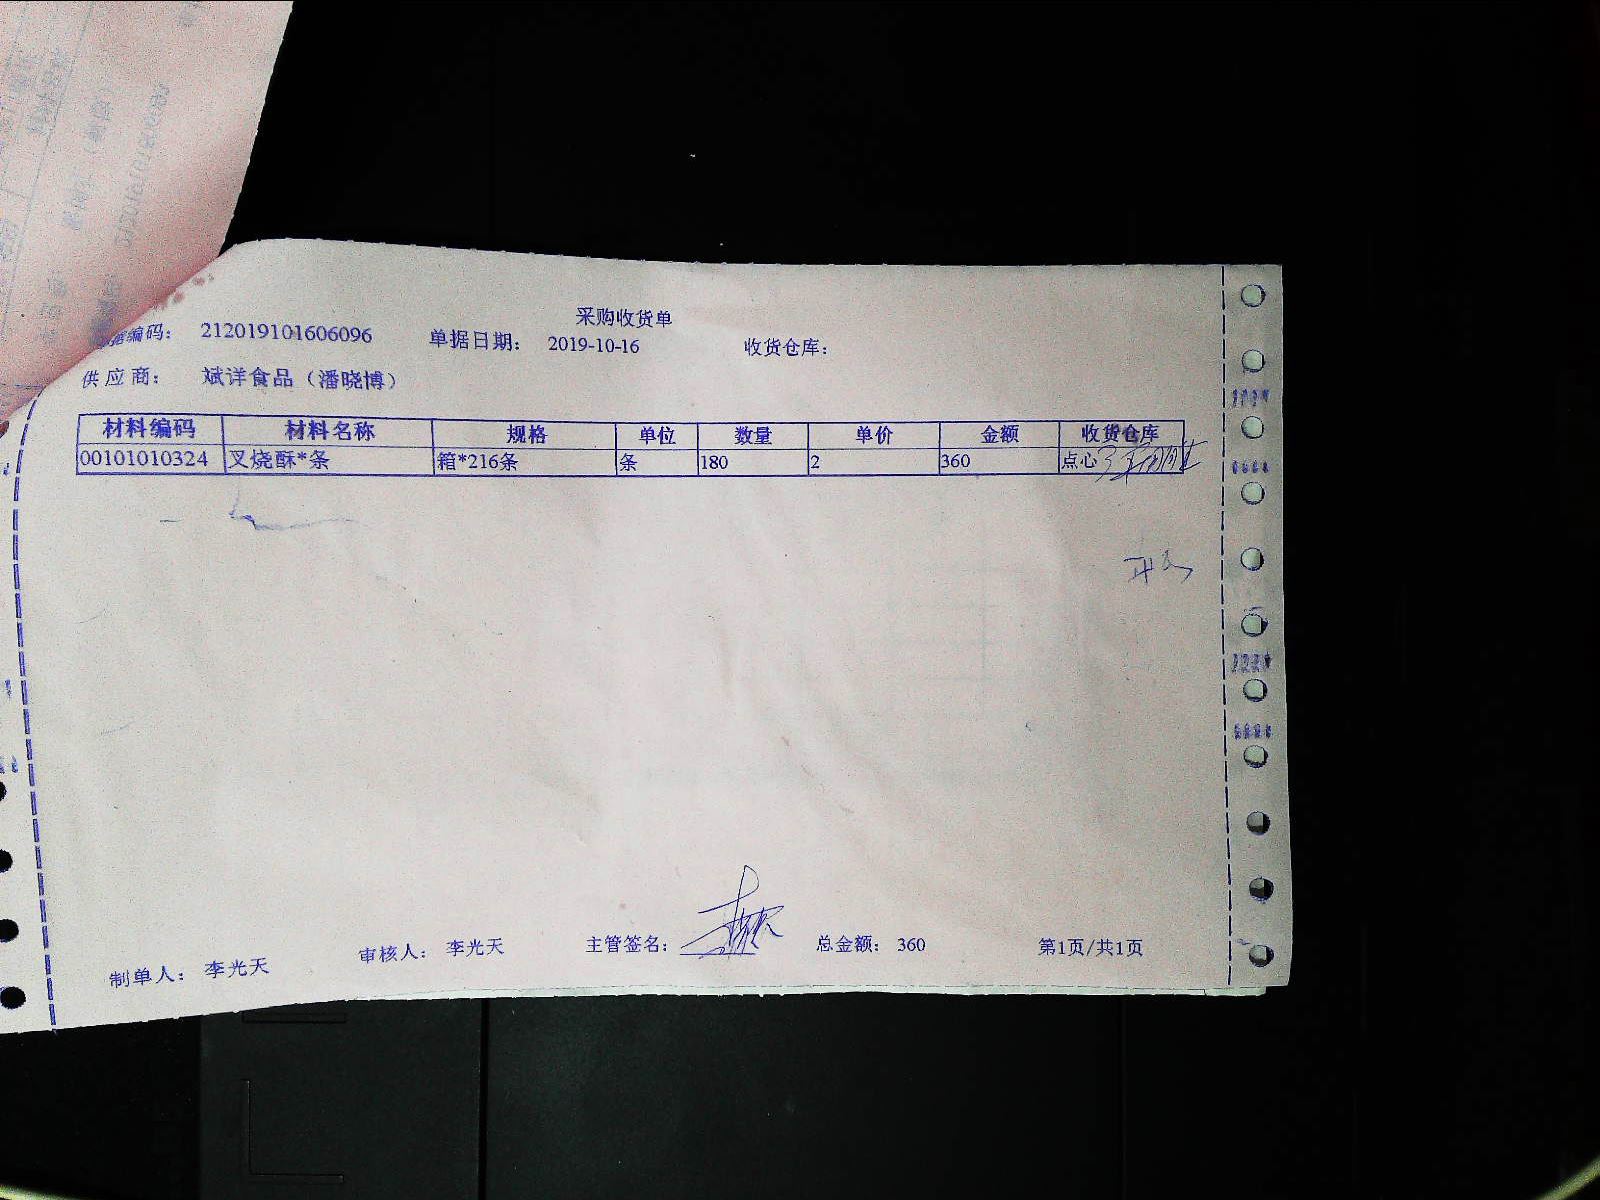 采购收货单
据编码： 212019101606096 单据日期： 2019-10-16 收货仓库：
供应商： 斌洋食品（潘晓博）
材料编码 材料名称 规格 单位 数量 单价 金额 收货仓库
00101010324 叉烧酥*条 箱*216条 条 180 2 360 点心
制单人： 李光天 审核人： 李光天 主管签名： 总金额： 360 第1页/共1页